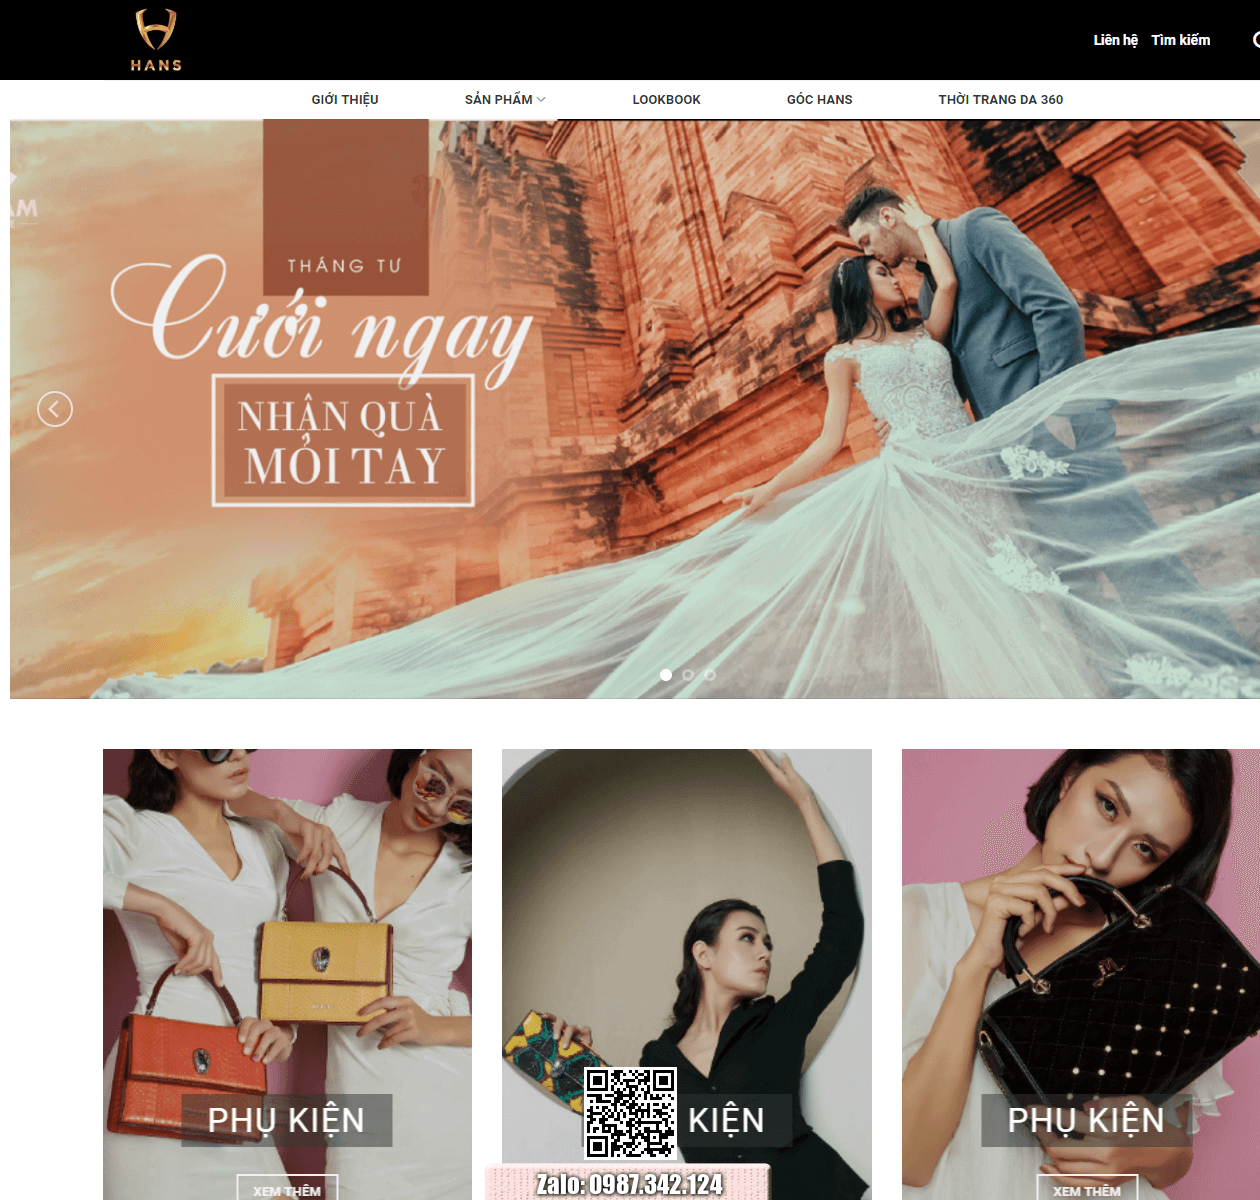 HANS
Liên hệ Tìm kiếm
GIỚI THIỆU SẢN PHẨM LOOKBOOK GÓC HANS THỜI TRANG DA 360
THÁNG TƯ
Cưới ngay
NHẬN QUÀ
MỎI TAY
PHỤ KIỆN
XEM THÊM
KIỆN
PHỤ KIỆN
XEM THÊM
Zalo: 0987.342.124